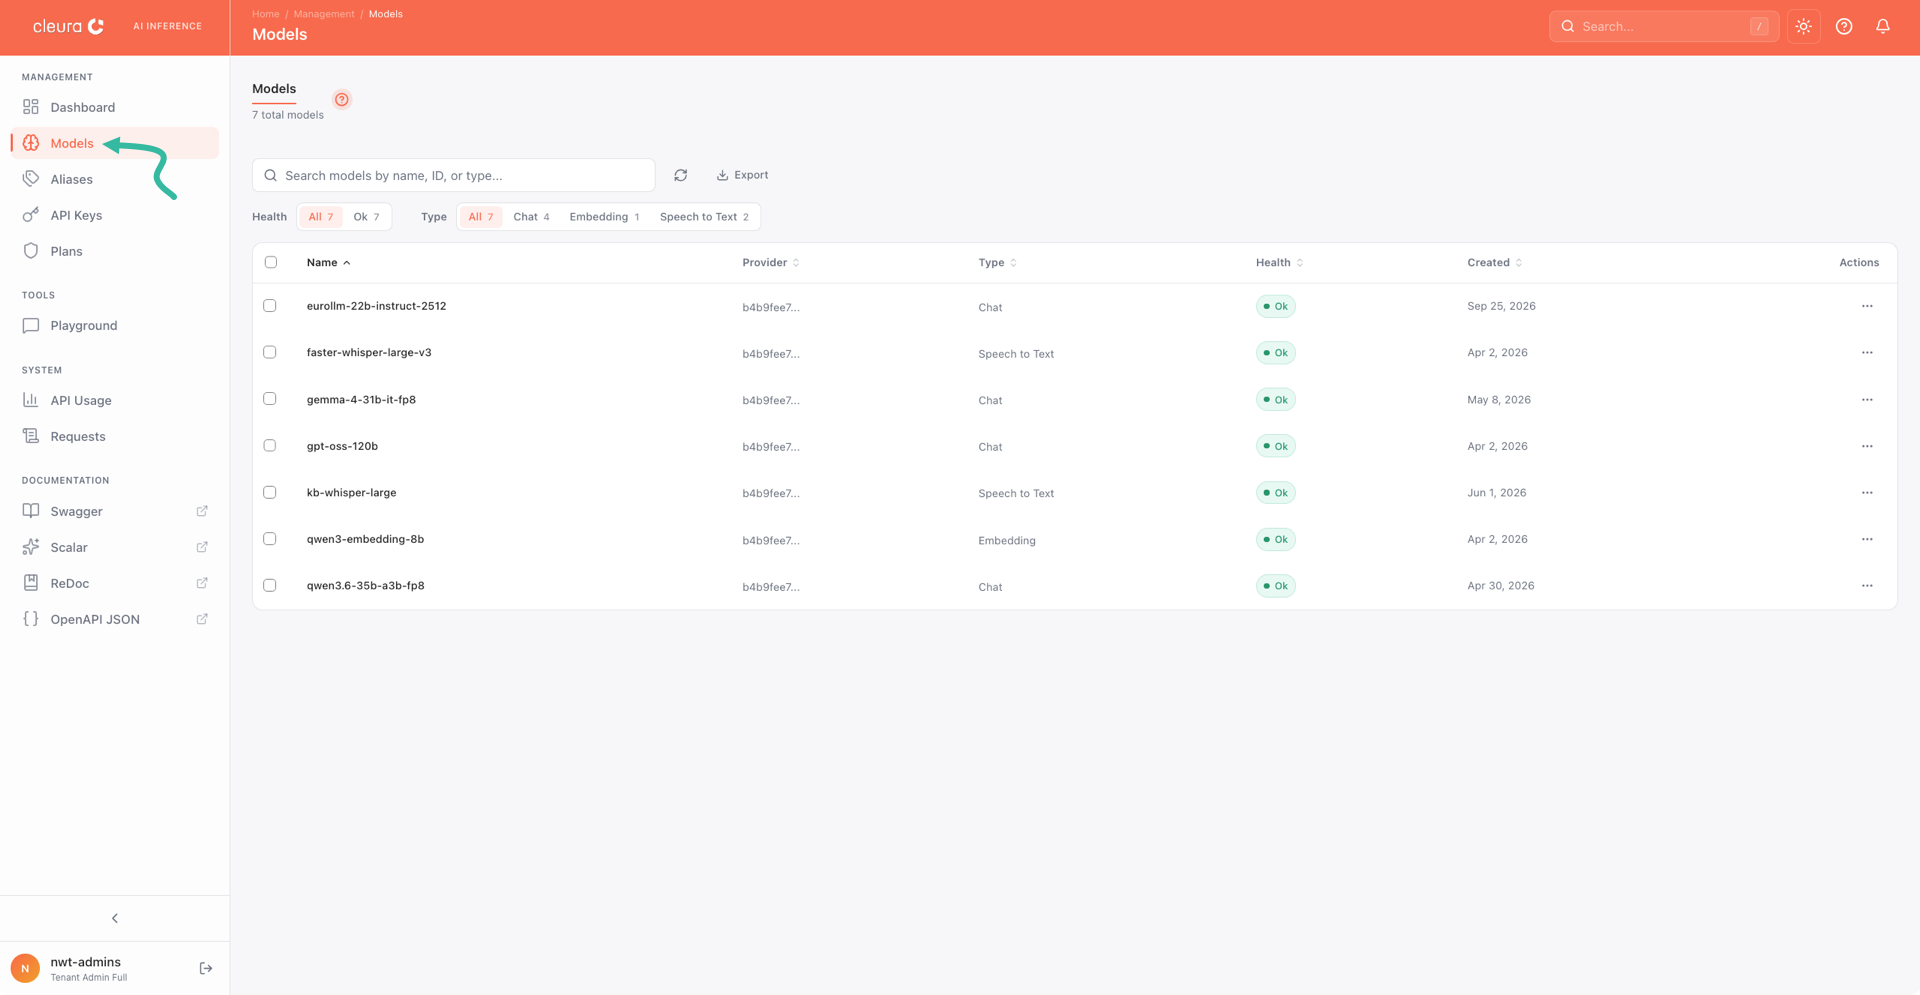 cleura AI INFERENCE
Home / Management / Models
Models
Search... /
MANAGEMENT
Dashboard
Models
Aliases
API Keys
Plans
TOOLS
Playground
SYSTEM
API Usage
Requests
DOCUMENTATION
Swagger
Scalar
ReDoc
OpenAPI JSON
N
nwt-admins
Tenant Admin Full
Models
7 total models
Search models by name, ID, or type...
Export
Health All 7 Ok 7 Type All 7 Chat 4 Embedding 1 Speech to Text 2
Name Provider Type Health Created Actions
eurollm-22b-instruct-2512 b4b9fee7... Chat Ok Sep 25, 2026
faster-whisper-large-v3 b4b9fee7... Speech to Text Ok Apr 2, 2026
gemma-4-31b-it-fp8 b4b9fee7... Chat Ok May 8, 2026
gpt-oss-120b b4b9fee7... Chat Ok Apr 2, 2026
kb-whisper-large b4b9fee7... Speech to Text Ok Jun 1, 2026
qwen3-embedding-8b b4b9fee7... Embedding Ok Apr 2, 2026
qwen3.6-35b-a3b-fp8 b4b9fee7... Chat Ok Apr 30, 2026